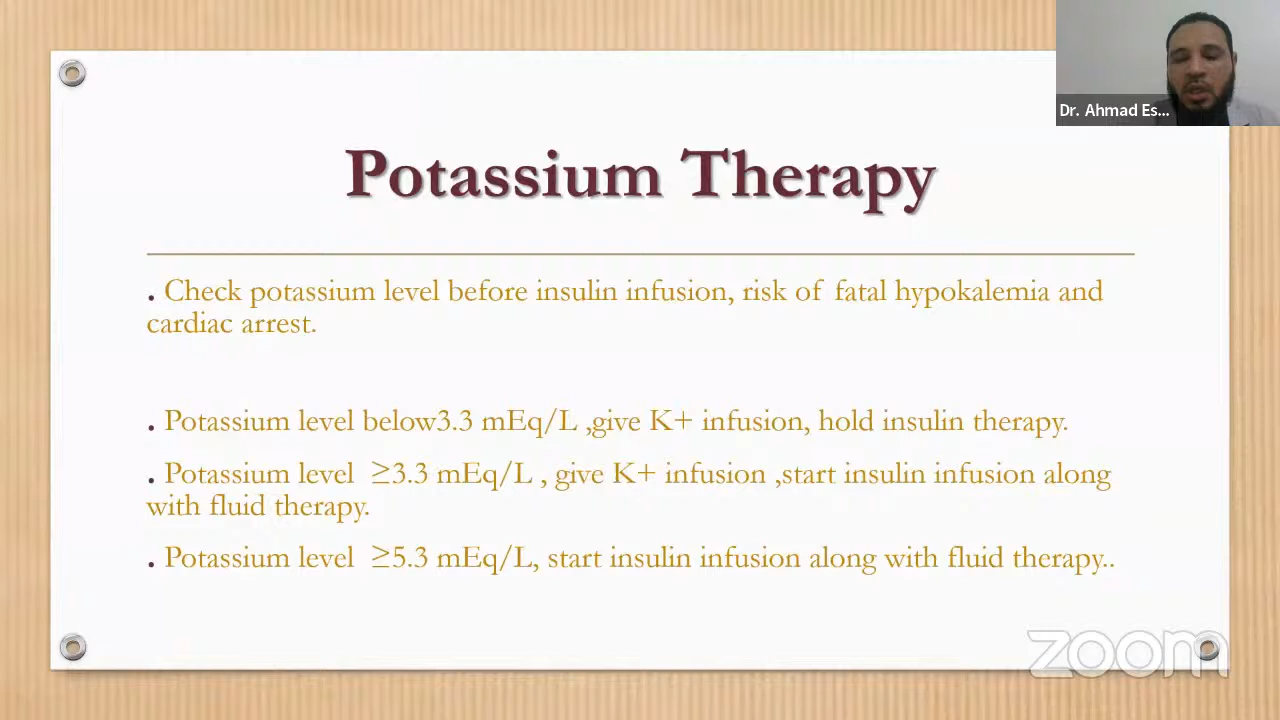 Dr. Ahmad Es...
Potassium Therapy
. Check potassium level before insulin infusion, risk of fatal hypokalemia and
cardiac arrest.
. Potassium level below3.3 mEq/L ,give K+ infusion, hold insulin therapy.
. Potassium level ≥3.3 mEq/L , give K+ infusion ,start insulin infusion along
with fluid therapy.
. Potassium level ≥5.3 mEq/L, start insulin infusion along with fluid therapy..
zoom